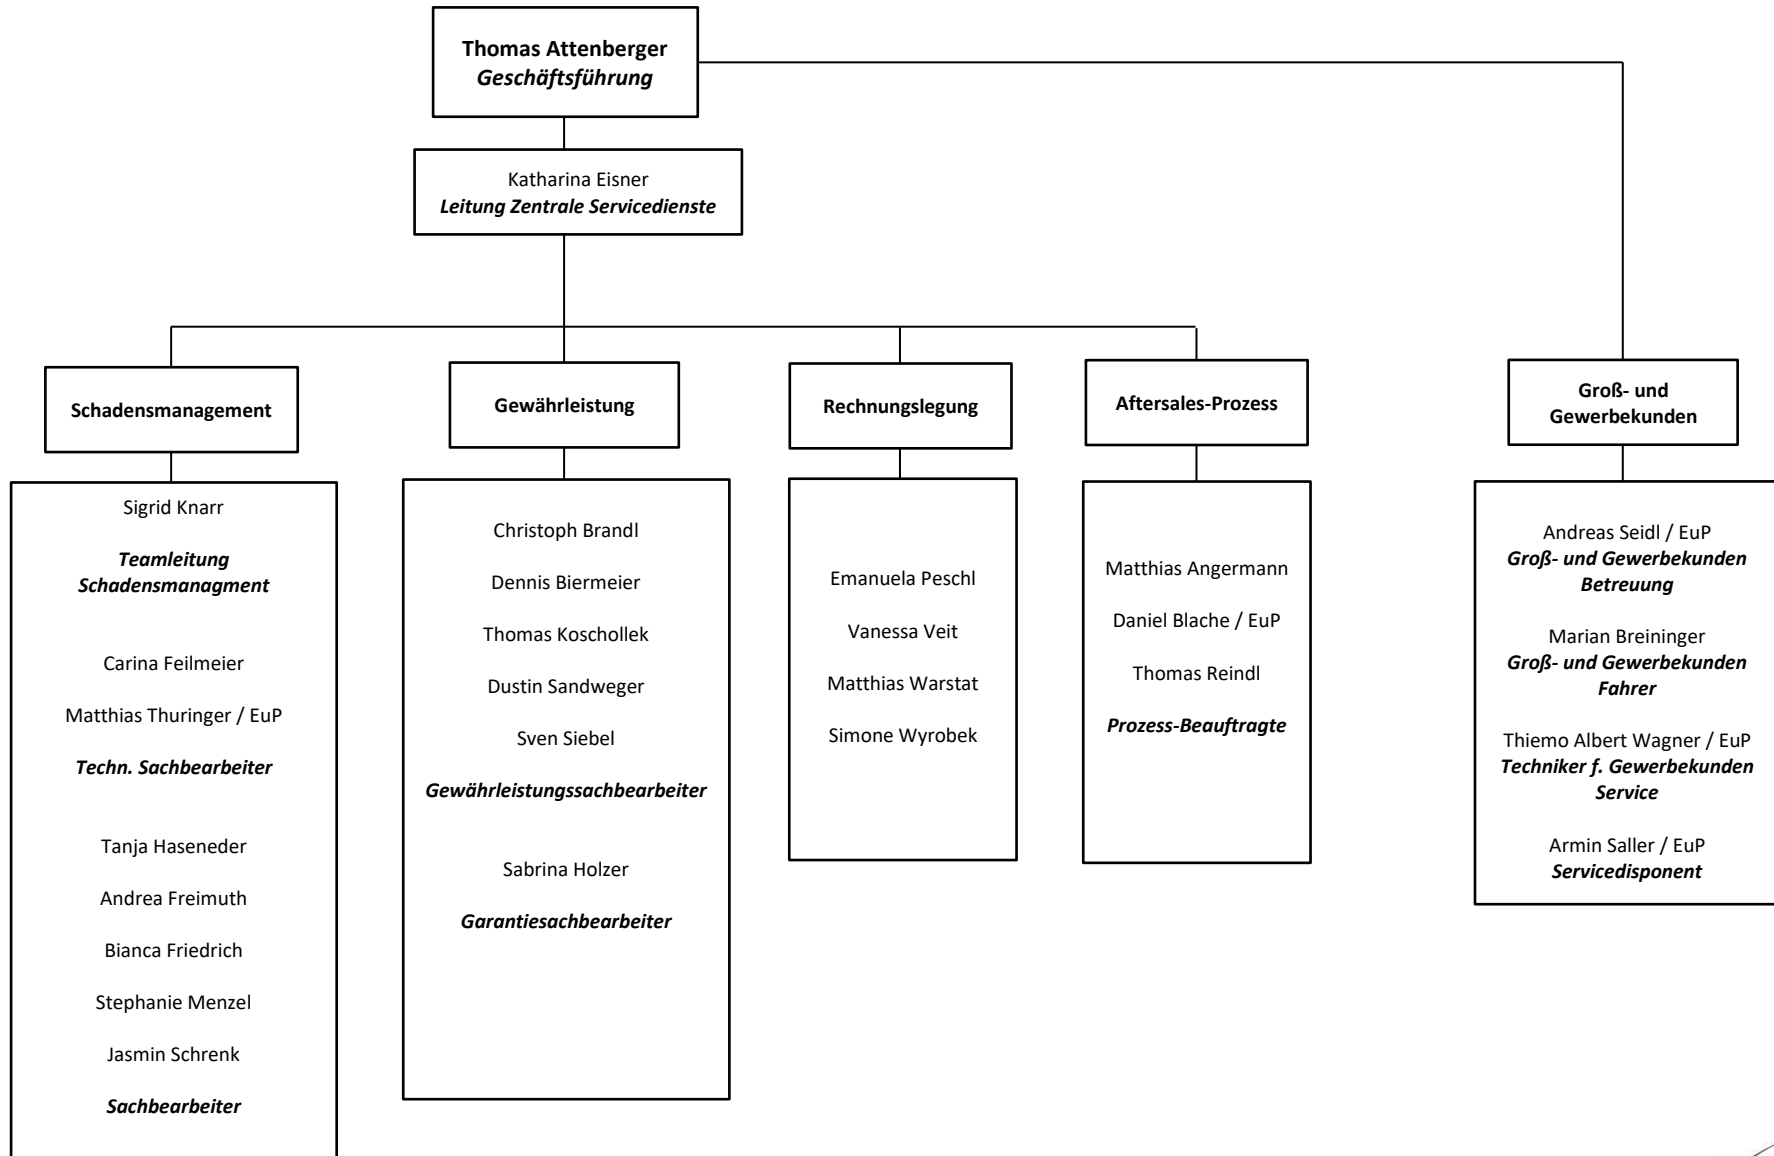 Thomas Attenberger
Geschäftsführung
Katharina Eisner
Leitung Zentrale Servicedienste
Schadensmanagement
Sigrid Knarr
Teamleitung
Schadensmanagment
Carina Feilmeier
Matthias Thuringer / EuP
Techn. Sachbearbeiter
Tanja Haseneder
Andrea Freimuth
Bianca Friedrich
Stephanie Menzel
Jasmin Schrenk
Sachbearbeiter
Gewährleistung
Christoph Brandl
Dennis Biermeier
Thomas Koschollek
Dustin Sandweger
Sven Siebel
Gewährleistungssachbearbeiter
Sabrina Holzer
Garantiesachbearbeiter
Rechnungslegung
Emanuela Peschl
Vanessa Veit
Matthias Warstat
Simone Wyrobek
Aftersales-Prozess
Matthias Angermann
Daniel Blache / EuP
Thomas Reindl
Prozess-Beauftragte
Groß- und
Gewerbekunden
Andreas Seidl / EuP
Groß- und Gewerbekunden
Betreuung
Marian Breininger
Groß- und Gewerbekunden
Fahrer
Thiemo Albert Wagner / EuP
Techniker f. Gewerbekunden
Service
Armin Saller / EuP
Servicedisponent